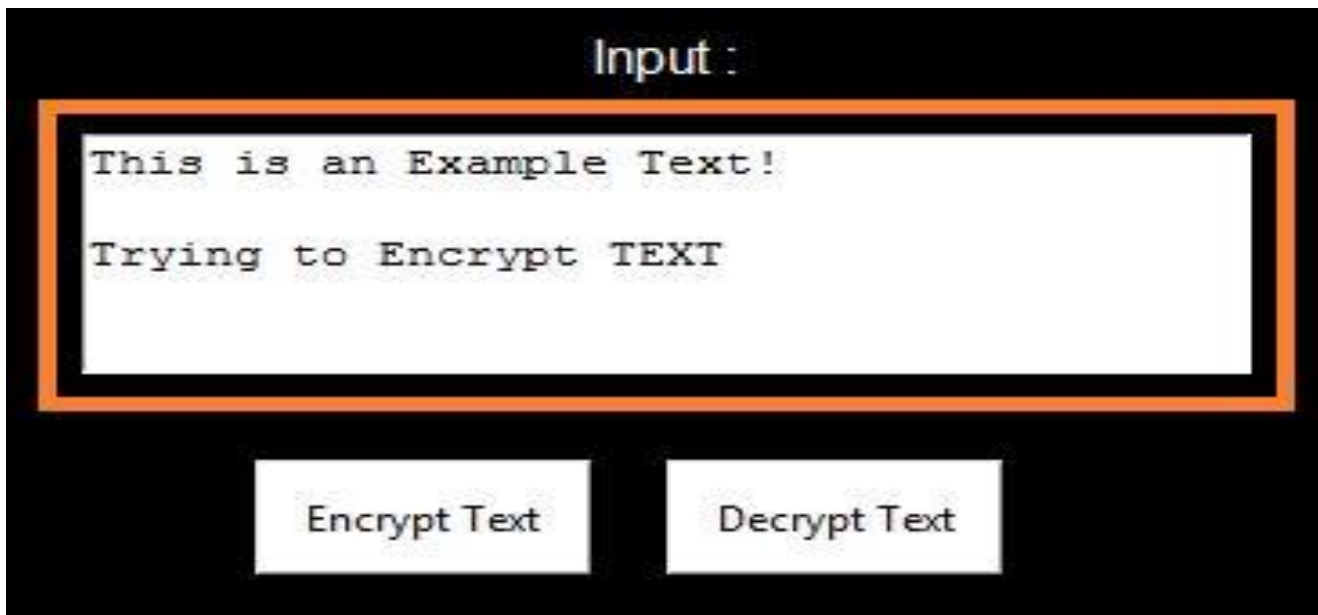 Input :
This is an Example Text!
Trying to Encrypt TEXT
Encrypt Text
Decrypt Text